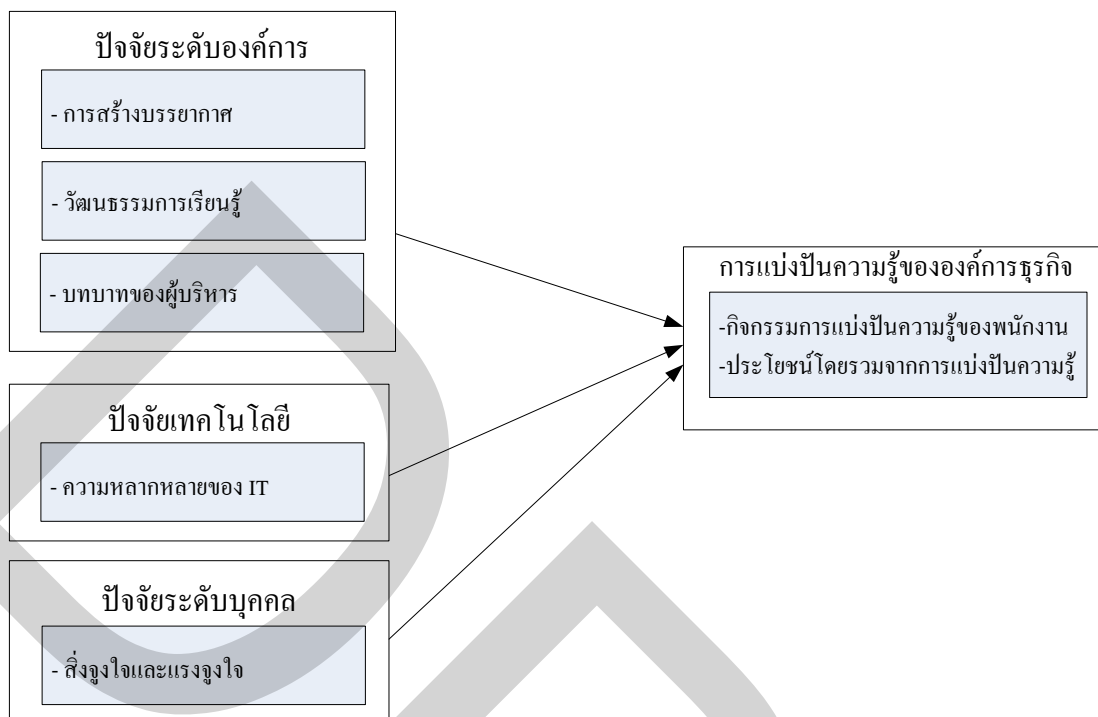 ปัจจัยระดับองค์การ
- การสร้างบรรยากาศ
- วัฒนธรรมการเรียนรู้
- บทบาทของผู้บริหาร
ปัจจัยเทคโนโลยี
- ความหลากหลายของ IT
ปัจจัยระดับบุคคล
- สิ่งจูงใจและแรงจูงใจ
การแบ่งปันความรู้ขององค์การธุรกิจ
-กิจกรรมการแบ่งปันความรู้ของพนักงาน
-ประโยชน์โดยรวมจากการแบ่งปันความรู้